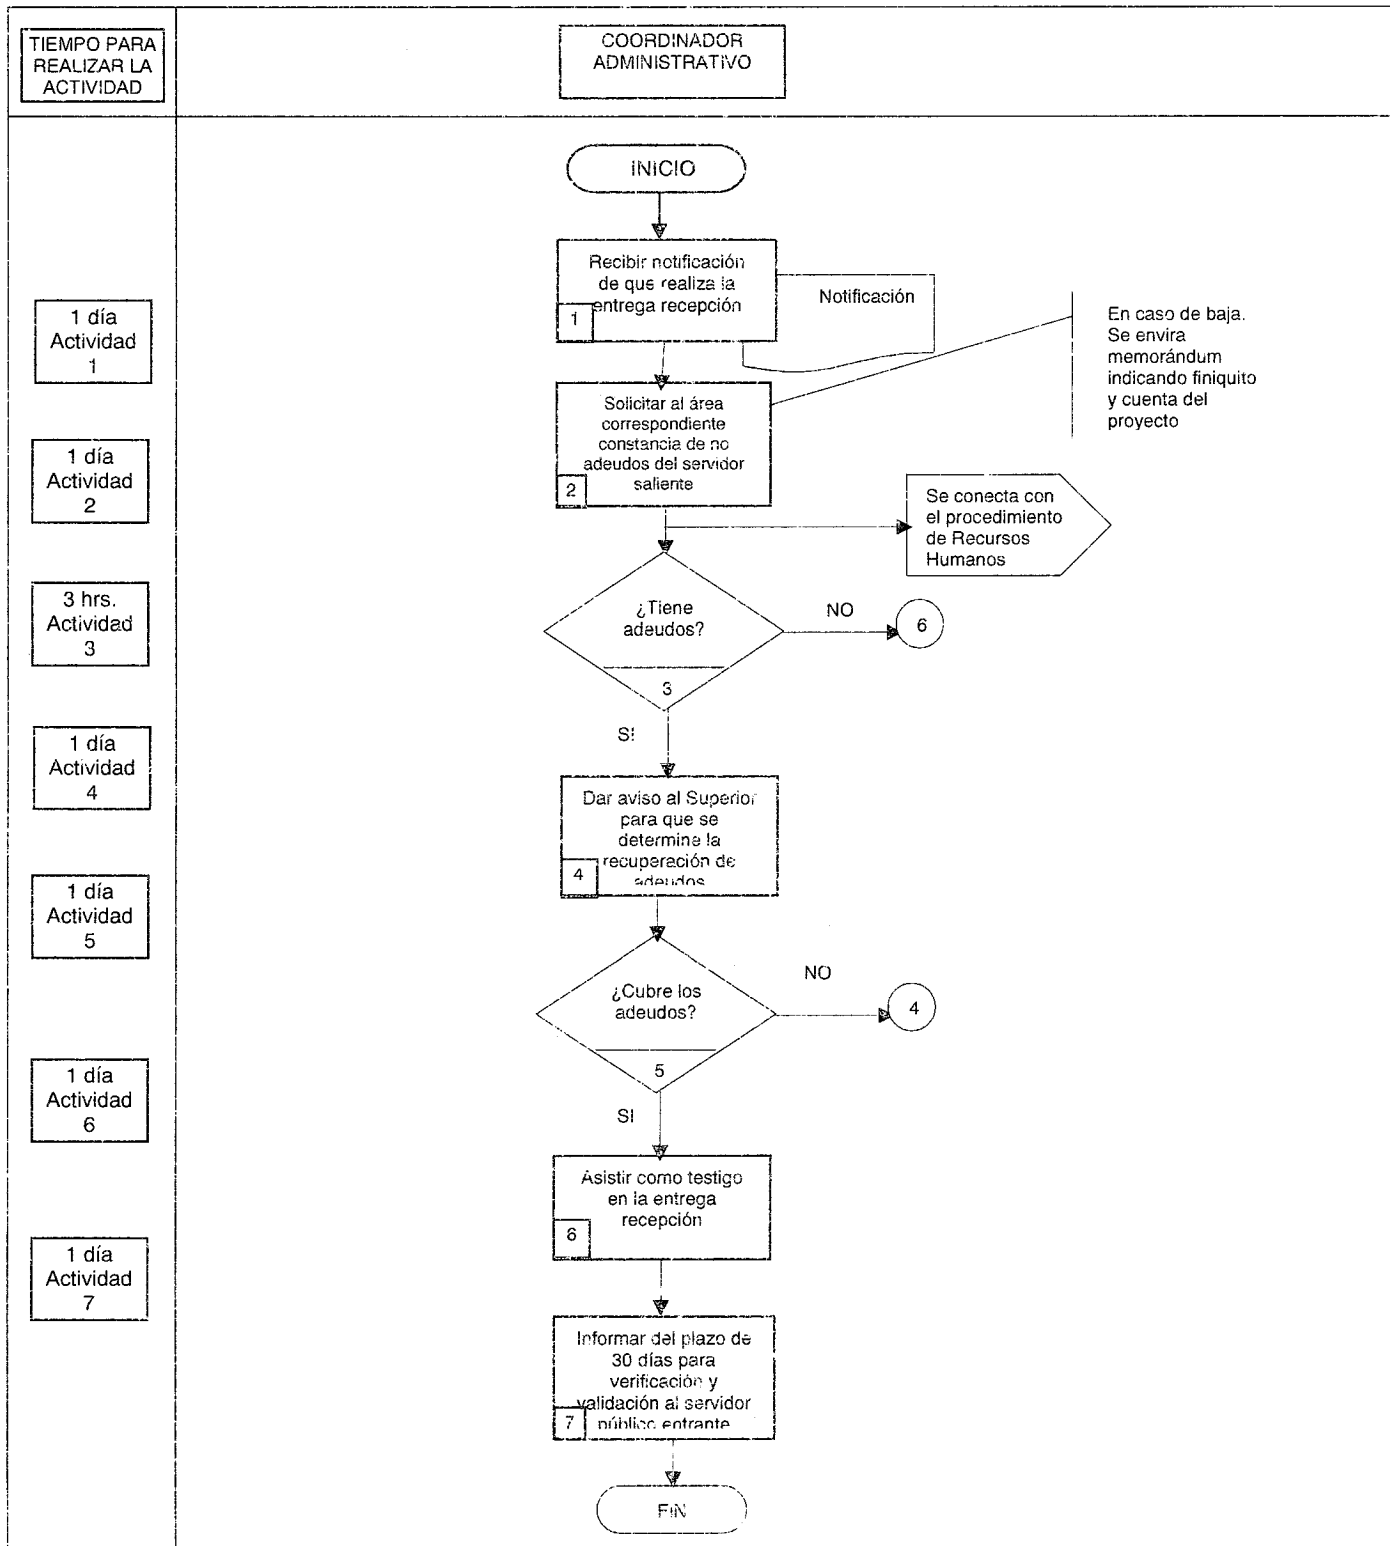 TIEMPO PARA
REALIZAR LA
ACTIVIDAD
COORDINADOR
ADMINISTRATIVO
INICIO
Recibir notificación
de que realiza la
entrega recepción
1
Notificación
1 día
Actividad
1
En caso de baja.
Se envira
memorándum
indicando finiquito
y cuenta del
proyecto
Solicitar al área
correspondiente
constancia de no
adeudos del servidor
saliente
2
1 día
Actividad
2
Se conecta con
el procedimiento
de Recursos
Humanos
3 hrs.
Actividad
3
¿Tiene
adeudos?
3
NO
6
SI
1 día
Actividad
4
Dar aviso al Superior
para que se
determine la
recuperación de
adeudos
4
1 día
Actividad
5
¿Cubre los
adeudos?
5
NO
4
SI
1 día
Actividad
6
Asistir como testigo
en la entrega
recepción
6
1 día
Actividad
7
Informar del plazo de
30 días para
verificación y
validación al servidor
público entrante
7
FIN